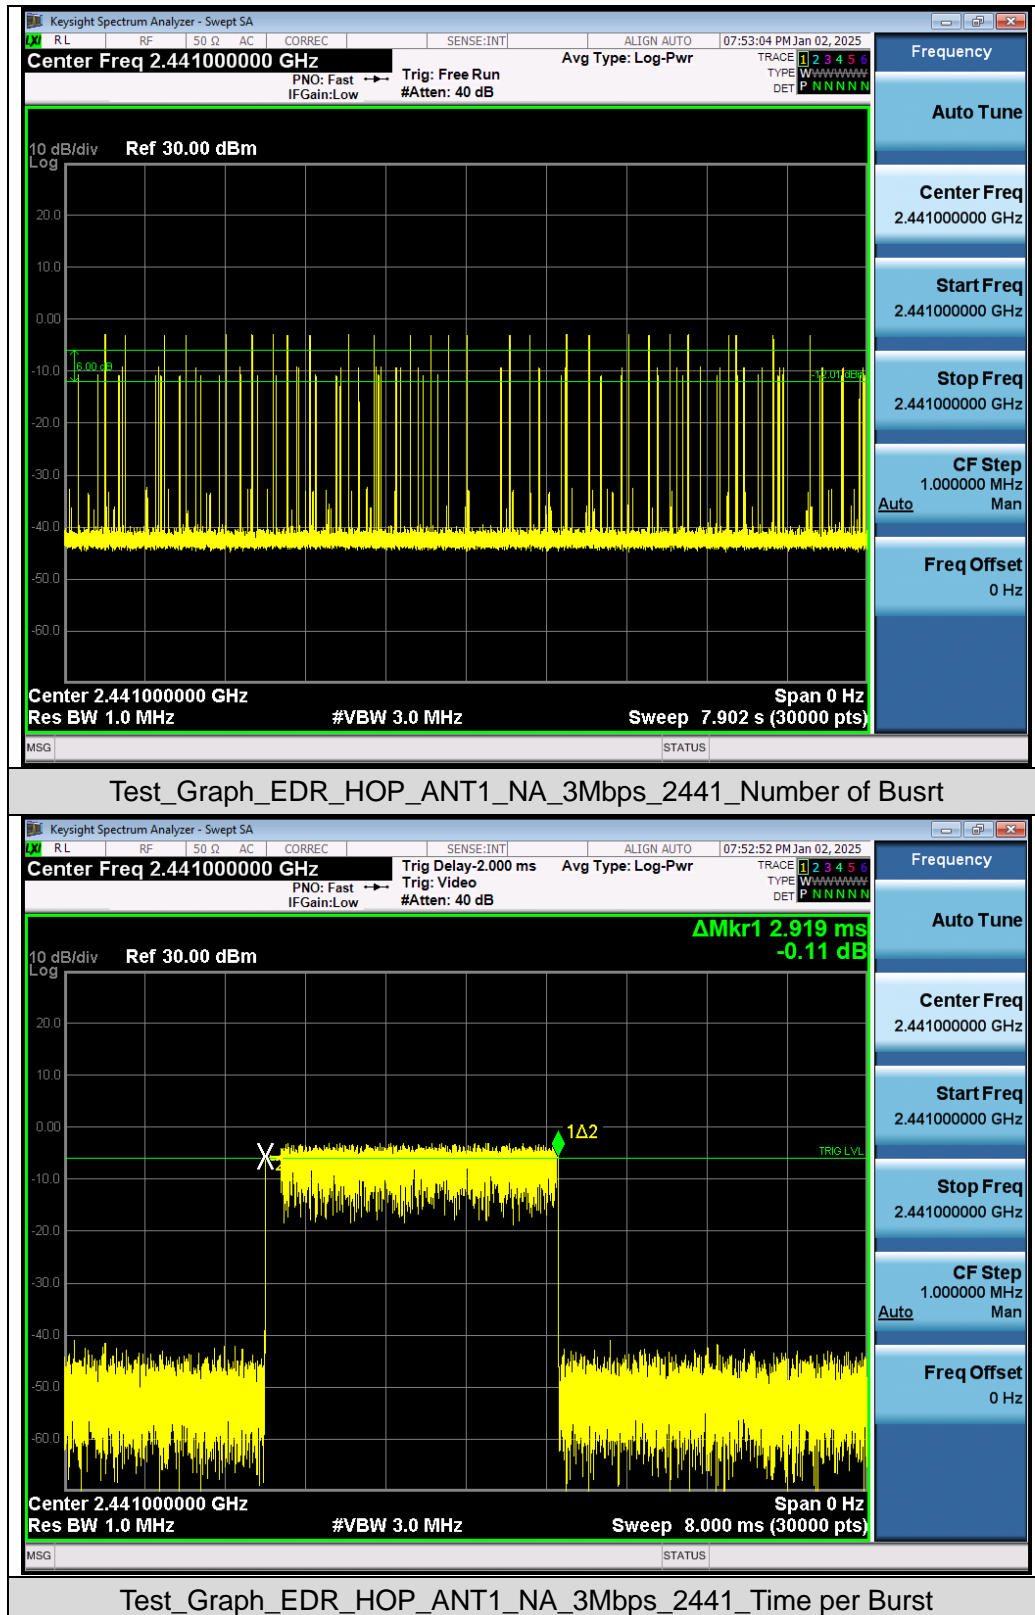 Keysight Spectrum Analyzer - Swept SA
LXI RL RF 50 Ω AC CORREC SENSE:INT ALIGN AUTO 07:53:04 PM Jan 02, 2025
Center Freq 2.441000000 GHz
PNO: Fast
IFGain:Low
Trig: Free Run
#Atten: 40 dB
Avg Type: Log-Pwr
TRACE 1 2 3 4 5 6
TYPE WWWWWW
DET P N N N N N
Frequency
Auto Tune
Center Freq
2.441000000 GHz
Start Freq
2.441000000 GHz
Stop Freq
2.441000000 GHz
CF Step
1.000000 MHz
Auto Man
Freq Offset
0 Hz
10 dB/div Ref 30.00 dBm
Log
20.0
10.0
0.00
-10.0
-20.0
-30.0
-40.0
-50.0
-60.0
6.00 dB
-12.01 dBm
Center 2.441000000 GHz Span 0 Hz
Res BW 1.0 MHz #VBW 3.0 MHz Sweep 7.902 s (30000 pts)
MSG STATUS
Test_Graph_EDR_HOP_ANT1_NA_3Mbps_2441_Number of Busrt
Keysight Spectrum Analyzer - Swept SA
LXI RL RF 50 Ω AC CORREC SENSE:INT ALIGN AUTO 07:52:52 PM Jan 02, 2025
Center Freq 2.441000000 GHz
PNO: Fast
IFGain:Low
Trig Delay-2.000 ms
Trig: Video
#Atten: 40 dB
Avg Type: Log-Pwr
TRACE 1 2 3 4 5 6
TYPE WWWWWW
DET P N N N N N
Frequency
Auto Tune
Center Freq
2.441000000 GHz
Start Freq
2.441000000 GHz
Stop Freq
2.441000000 GHz
CF Step
1.000000 MHz
Auto Man
Freq Offset
0 Hz
ΔMkr1 2.919 ms
-0.11 dB
10 dB/div Ref 30.00 dBm
Log
20.0
10.0
0.00
-10.0
-20.0
-30.0
-40.0
-50.0
-60.0
1Δ2
2
TRIG LVL
Center 2.441000000 GHz Span 0 Hz
Res BW 1.0 MHz #VBW 3.0 MHz Sweep 8.000 ms (30000 pts)
MSG STATUS
Test_Graph_EDR_HOP_ANT1_NA_3Mbps_2441_Time per Burst